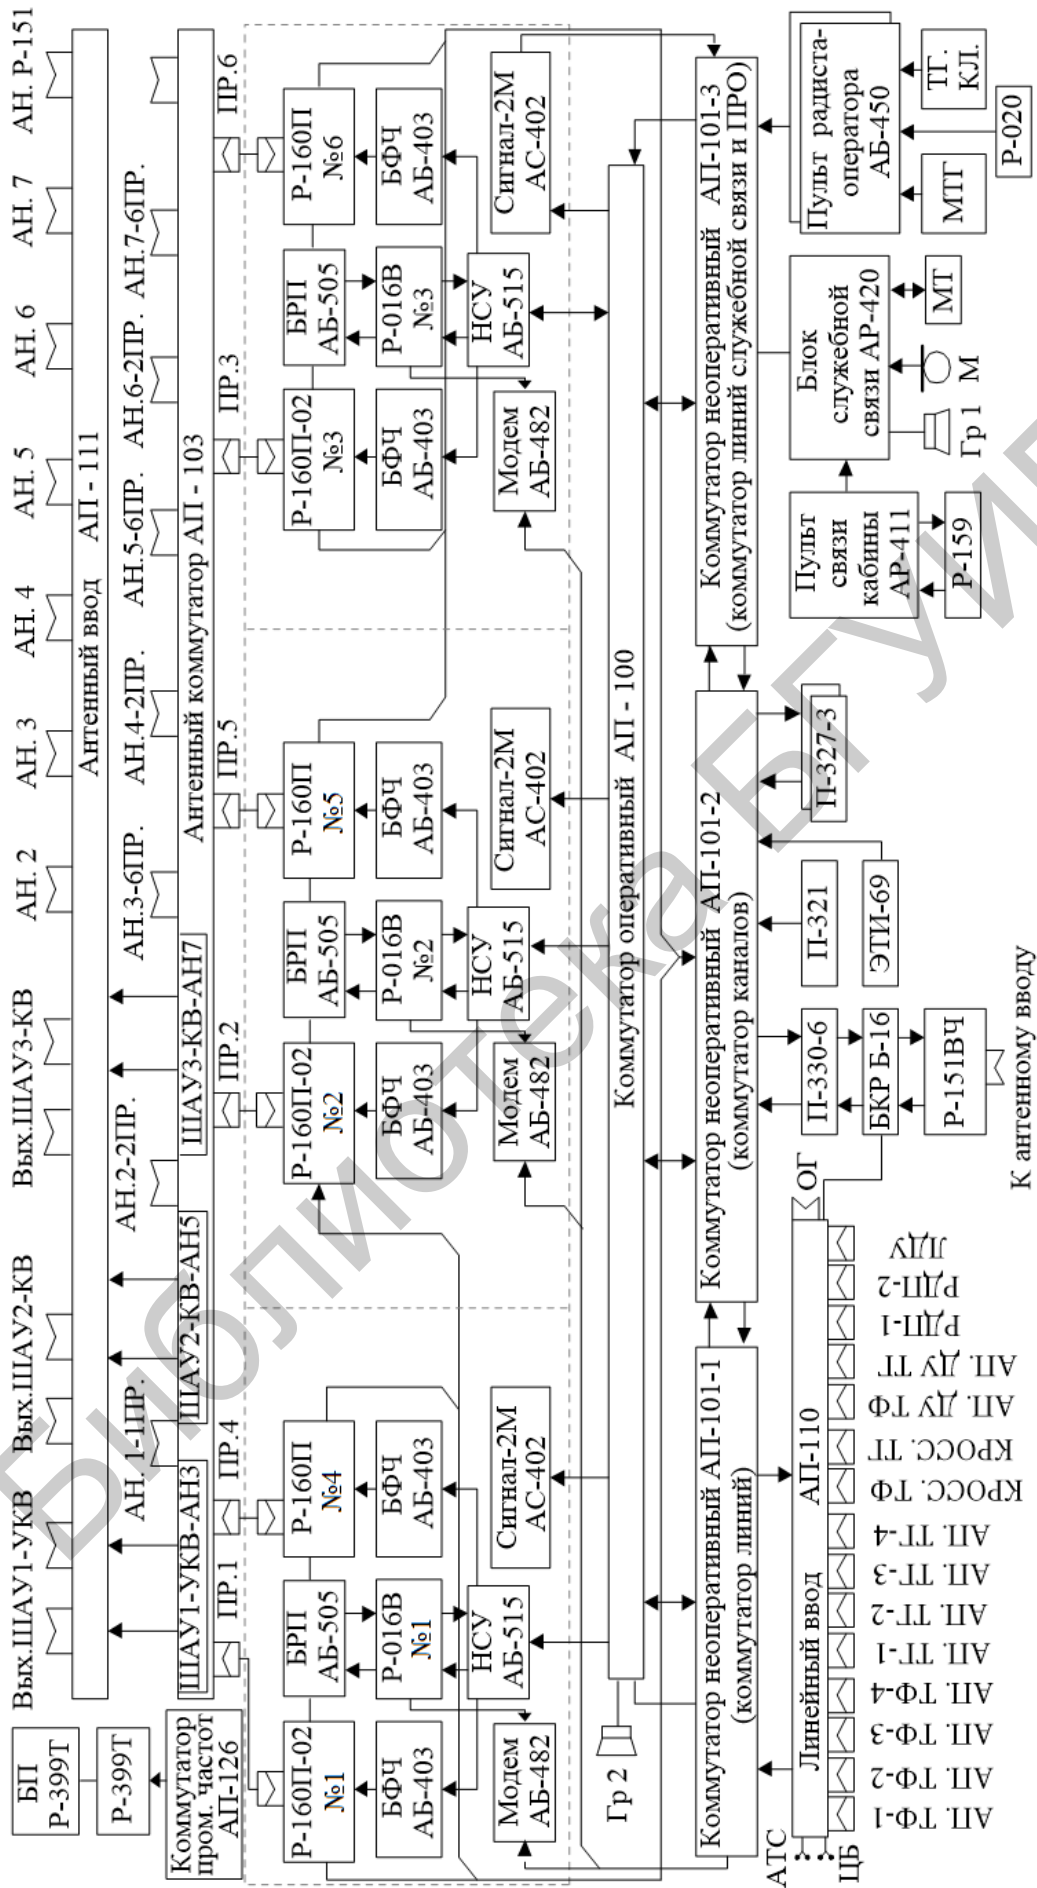 АН. Р-151
АН. 7
АН. 6
АН. 5
АН. 4
АН. 3
АН. 2
Вых.ШАУ3-КВ
Вых.ШАУ2-КВ
Вых.ШАУ1-УКВ
Антенный ввод АП - 111
БП
Р-399Т
Р-399Т
Коммутатор
пром. частот
АП-126
АН. 1-1ПР.
АН.2-2ПР.
АН.3-6ПР.
АН.4-2ПР.
АН.5-6ПР.
АН.6-2ПР.
АН.7-6ПР.
Антенный коммутатор АП - 103
ШАУ1-УКВ-АН3
ШАУ2-КВ-АН5
ШАУ3-КВ-АН7
ПР.1
ПР.4
ПР.2
ПР.5
ПР.3
ПР.6
Р-160П-02
№1
БРП
АБ-505
Р-160П
№4
БФЧ
АБ-403
Р-016В
№1
БФЧ
АБ-403
Модем
АБ-482
НСУ
АБ-515
Сигнал-2М
АС-402
Р-160П-02
№2
БРП
АБ-505
Р-160П
№5
БФЧ
АБ-403
Р-016В
№2
БФЧ
АБ-403
Модем
АБ-482
НСУ
АБ-515
Сигнал-2М
АС-402
Р-160П-02
№3
БРП
АБ-505
Р-160П
№6
БФЧ
АБ-403
Р-016В
№3
БФЧ
АБ-403
Модем
АБ-482
НСУ
АБ-515
Сигнал-2М
АС-402
Гр 2
Коммутатор оперативный АП - 100
Коммутатор неоперативный АП-101-1
(коммутатор линий)
Коммутатор неоперативный АП-101-2
(коммутатор каналов)
Коммутатор неоперативный АП-101-3
(коммутатор линий служебной связи и ПРО)
АТС
ЦБ
Линейный ввод АП-110
ОГ
АП. ТФ-1
АП. ТФ-2
АП. ТФ-3
АП. ТФ-4
АП. ТГ-1
АП. ТГ-2
АП. ТГ-3
АП. ТГ-4
КРОСС. ТФ
КРОСС. ТГ
АП. ДУ ТФ
АП. ДУ ТГ
РДП-1
РДП-2
ЛДУ
П-330-6
БКР Б-16
Р-151ВЧ
К антенному вводу
П-321
ЭТИ-69
П-327-3
Пульт
связи
кабины
АР-411
Р-159
Блок
служебной
связи АР-420
Гр 1
М
МТ
Пульт радиста-
оператора
АБ-450
МТГ
Р-020
ТГ.
КЛ.
Библиотека БГУИР